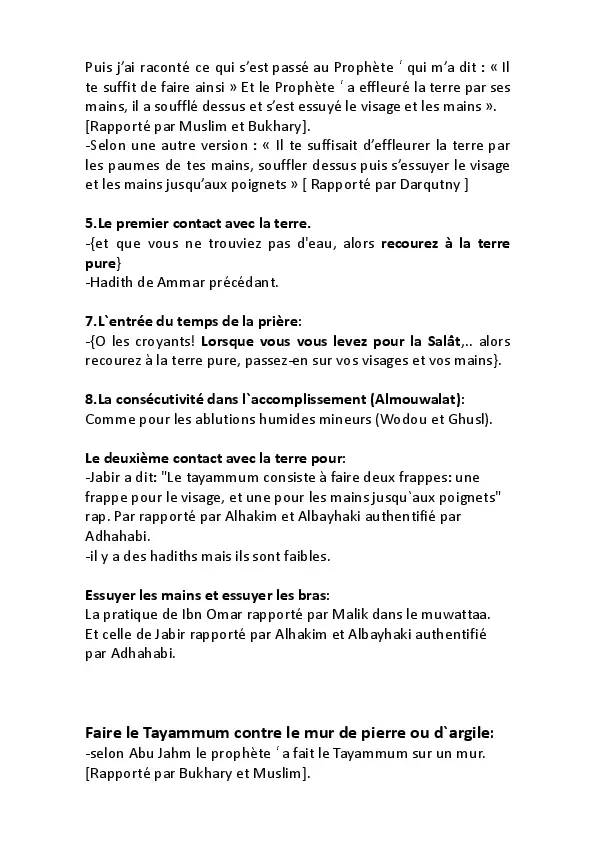 Puis j’ai raconté ce qui s’est passé au Prophète ‘ qui m’a dit : « Il
te suffit de faire ainsi » Et le Prophète ‘ a effleuré la terre par ses
mains, il a soufflé dessus et s’est essuyé le visage et les mains ».
[Rapporté par Muslim et Bukhary].
-Selon une autre version : « Il te suffisait d’effleurer la terre par
les paumes de tes mains, souffler dessus puis s’essuyer le visage
et les mains jusqu’aux poignets » [ Rapporté par Darqutny ]
5.Le premier contact avec la terre.
-{et que vous ne trouviez pas d'eau, alors recourez à la terre
pure}
-Hadith de Ammar précédant.
7.L`entrée du temps de la prière:
-{O les croyants! Lorsque vous vous levez pour la Salât,.. alors
recourez à la terre pure, passez-en sur vos visages et vos mains}.
8.La consécutivité dans l`accomplissement (Almouwalat):
Comme pour les ablutions humides mineurs (Wodou et Ghusl).
Le deuxième contact avec la terre pour:
-Jabir a dit: "Le tayammum consiste à faire deux frappes: une
frappe pour le visage, et une pour les mains jusqu`aux poignets"
rap. Par rapporté par Alhakim et Albayhaki authentifié par
Adhahabi.
-il y a des hadiths mais ils sont faibles.
Essuyer les mains et essuyer les bras:
La pratique de Ibn Omar rapporté par Malik dans le muwattaa.
Et celle de Jabir rapporté par Alhakim et Albayhaki authentifié
par Adhahabi.
Faire le Tayammum contre le mur de pierre ou d`argile:
-selon Abu Jahm le prophète ‘ a fait le Tayammum sur un mur.
[Rapporté par Bukhary et Muslim].